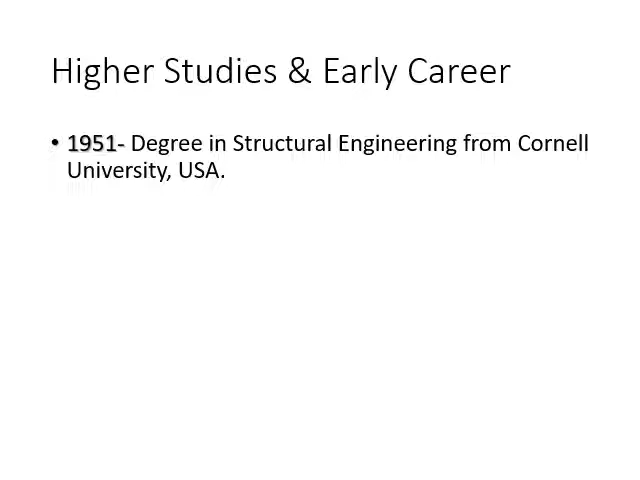 Higher Studies & Early Career
• 1951- Degree in Structural Engineering from Cornell
University, USA.